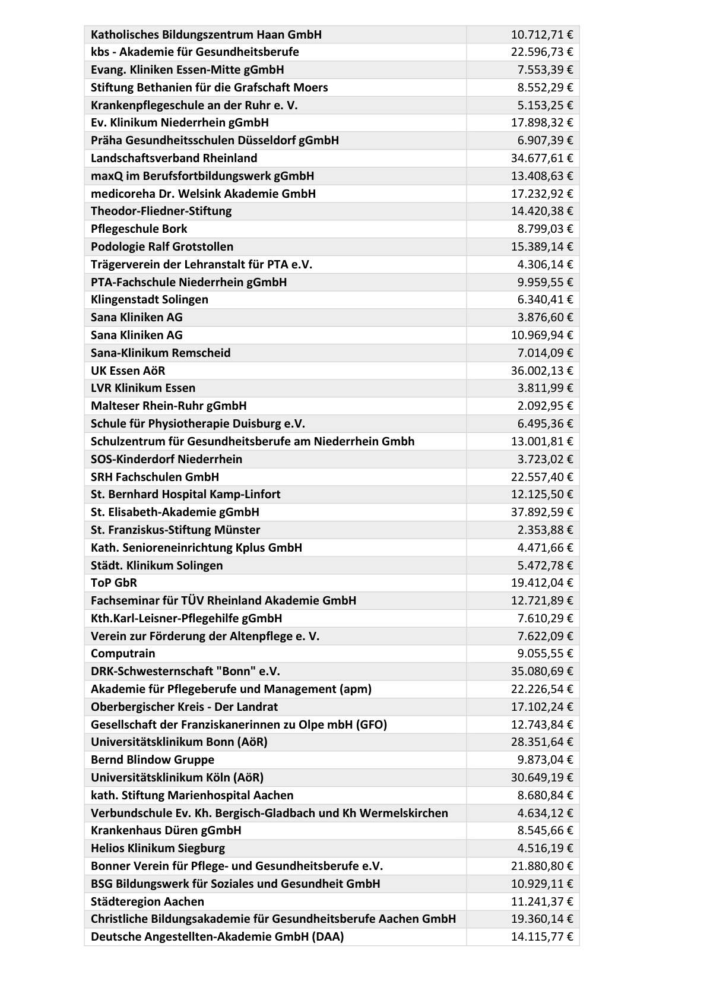 Katholisches Bildungszentrum Haan GmbH 10.712,71 €
kbs - Akademie für Gesundheitsberufe 22.596,73 €
Evang. Kliniken Essen-Mitte gGmbH 7.553,39 €
Stiftung Bethanien für die Grafschaft Moers 8.552,29 €
Krankenpflegeschule an der Ruhr e. V. 5.153,25 €
Ev. Klinikum Niederrhein gGmbH 17.898,32 €
Präha Gesundheitsschulen Düsseldorf gGmbH 6.907,39 €
Landschaftsverband Rheinland 34.677,61 €
maxQ im Berufsfortbildungswerk gGmbH 13.408,63 €
medicoreha Dr. Welsink Akademie GmbH 17.232,92 €
Theodor-Fliedner-Stiftung 14.420,38 €
Pflegeschule Bork 8.799,03 €
Podologie Ralf Grotstollen 15.389,14 €
Trägerverein der Lehranstalt für PTA e.V. 4.306,14 €
PTA-Fachschule Niederrhein gGmbH 9.959,55 €
Klingenstadt Solingen 6.340,41 €
Sana Kliniken AG 3.876,60 €
Sana Kliniken AG 10.969,94 €
Sana-Klinikum Remscheid 7.014,09 €
UK Essen AöR 36.002,13 €
LVR Klinikum Essen 3.811,99 €
Malteser Rhein-Ruhr gGmbH 2.092,95 €
Schule für Physiotherapie Duisburg e.V. 6.495,36 €
Schulzentrum für Gesundheitsberufe am Niederrhein Gmbh 13.001,81 €
SOS-Kinderdorf Niederrhein 3.723,02 €
SRH Fachschulen GmbH 22.557,40 €
St. Bernhard Hospital Kamp-Linfort 12.125,50 €
St. Elisabeth-Akademie gGmbH 37.892,59 €
St. Franziskus-Stiftung Münster 2.353,88 €
Kath. Senioreneinrichtung Kplus GmbH 4.471,66 €
Städt. Klinikum Solingen 5.472,78 €
ToP GbR 19.412,04 €
Fachseminar für TÜV Rheinland Akademie GmbH 12.721,89 €
Kth.Karl-Leisner-Pflegehilfe gGmbH 7.610,29 €
Verein zur Förderung der Altenpflege e. V. 7.622,09 €
Computrain 9.055,55 €
DRK-Schwesternschaft "Bonn" e.V. 35.080,69 €
Akademie für Pflegeberufe und Management (apm) 22.226,54 €
Oberbergischer Kreis - Der Landrat 17.102,24 €
Gesellschaft der Franziskanerinnen zu Olpe mbH (GFO) 12.743,84 €
Universitätsklinikum Bonn (AöR) 28.351,64 €
Bernd Blindow Gruppe 9.873,04 €
Universitätsklinikum Köln (AöR) 30.649,19 €
kath. Stiftung Marienhospital Aachen 8.680,84 €
Verbundschule Ev. Kh. Bergisch-Gladbach und Kh Wermelskirchen 4.634,12 €
Krankenhaus Düren gGmbH 8.545,66 €
Helios Klinikum Siegburg 4.516,19 €
Bonner Verein für Pflege- und Gesundheitsberufe e.V. 21.880,80 €
BSG Bildungswerk für Soziales und Gesundheit GmbH 10.929,11 €
Städteregion Aachen 11.241,37 €
Christliche Bildungsakademie für Gesundheitsberufe Aachen GmbH 19.360,14 €
Deutsche Angestellten-Akademie GmbH (DAA) 14.115,77 €